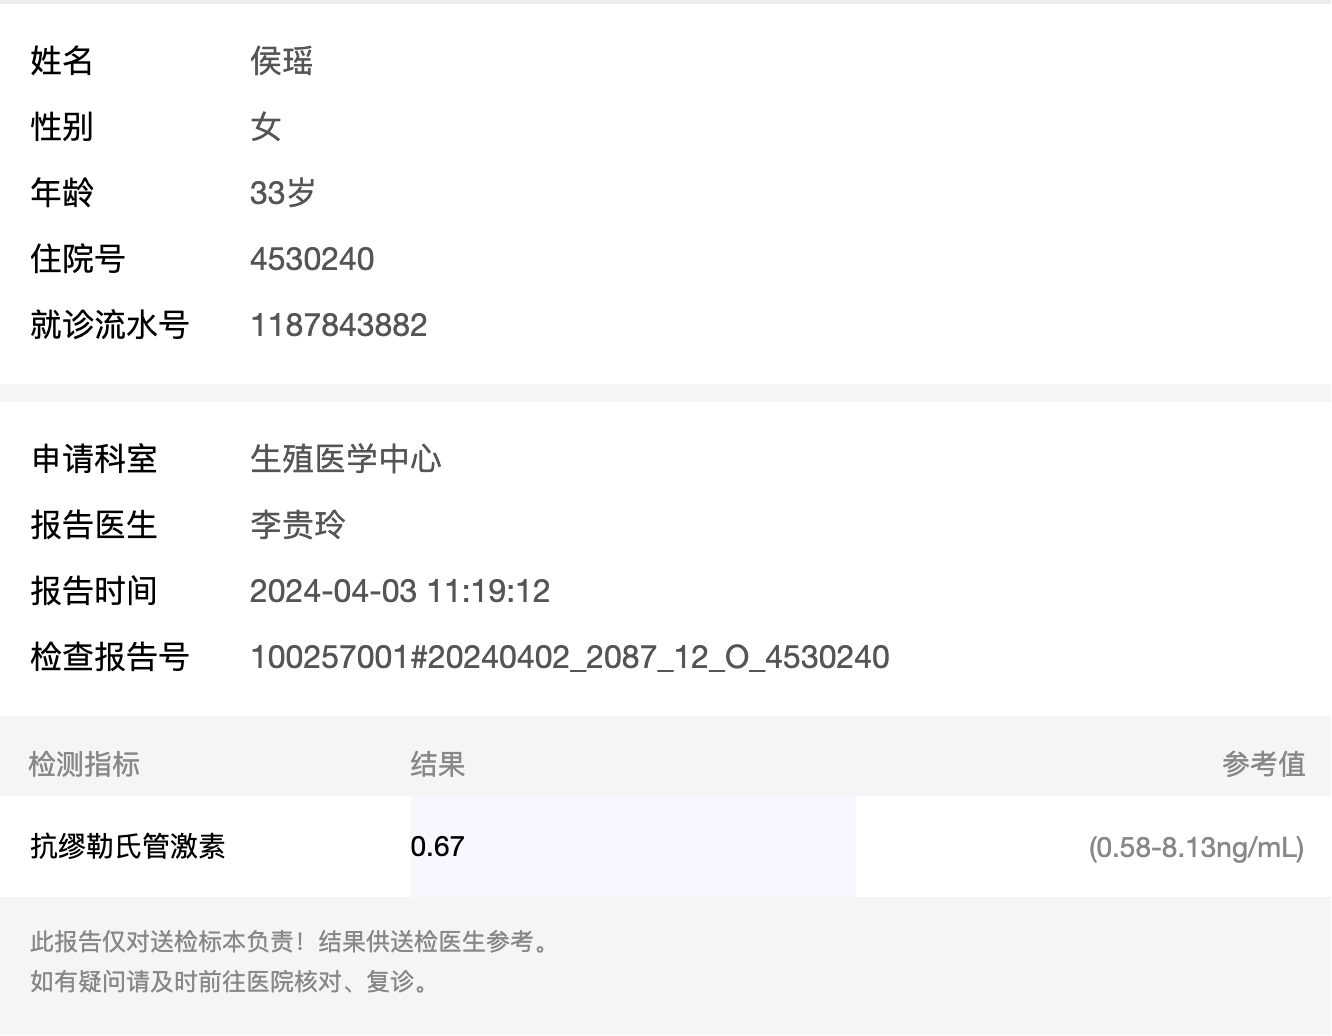 姓名 侯瑶
性别 女
年龄 33岁
住院号 4530240
就诊流水号 1187843882
申请科室 生殖医学中心
报告医生 李贵玲
报告时间 2024-04-03 11:19:12
检查报告号 100257001#20240402_2087_12_O_4530240
检测指标 结果 参考值
抗缪勒氏管激素 0.67 (0.58-8.13ng/mL)
此报告仅对送检标本负责！结果供送检医生参考。
如有疑问请及时前往医院核对、复诊。